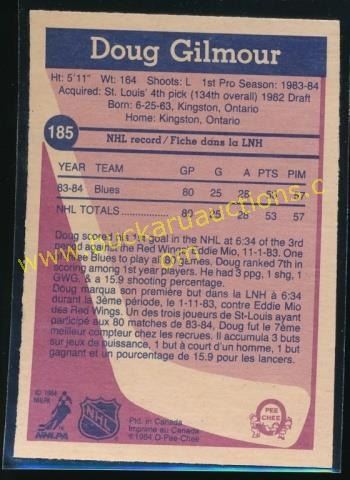 Doug Gilmour
Ht: 5'11" Wt: 164 Shoots: L 1st Pro Season: 1983-84
Acquired: St. Louis' 4th pick (134th overall) 1982 Draft
Born: 6-25-63, Kingston, Ontario
Home: Kingston, Ontario
185
NHL record/Fiche dans la LNH
YEAR TEAM GP G A PTS PIM
83-84 Blues 80 25 28 53 57
NHL TOTALS 80 25 28 53 57
Doug scored his 1st goal in the NHL at 6:34 of the 3rd
period against the Red Wings' Eddie Mio, 11-1-83. One
of three Blues to play all 80 games, Doug ranked 7th in
scoring among 1st year players. He had 3 ppg, 1 shg, 1
GWG, & a 15.9 shooting percentage.
Doug marqua son première but dans la LNH à 6:34
durant la 3ème période, le 1-11-83, contre Eddie Mio
des Red Wings. Un des trois joueurs de St-Louis ayant
participé aux 80 matches de 83-84, Doug fu le 7ème
meilleur compteur chez les recrues. Il accumula 3 buts
sur jeux de puissance, 1 but à court d'un homme, 1 but
gagnant et un pourcentage de 15.9 pour les lancers.
www.puckaruauctions.com
© 1984
NHLPA
NHLPA
NHL
Ptd. in Canada
Imprimé au Canada
©1984 O-Pee-Chee
O
PEE
CHEE